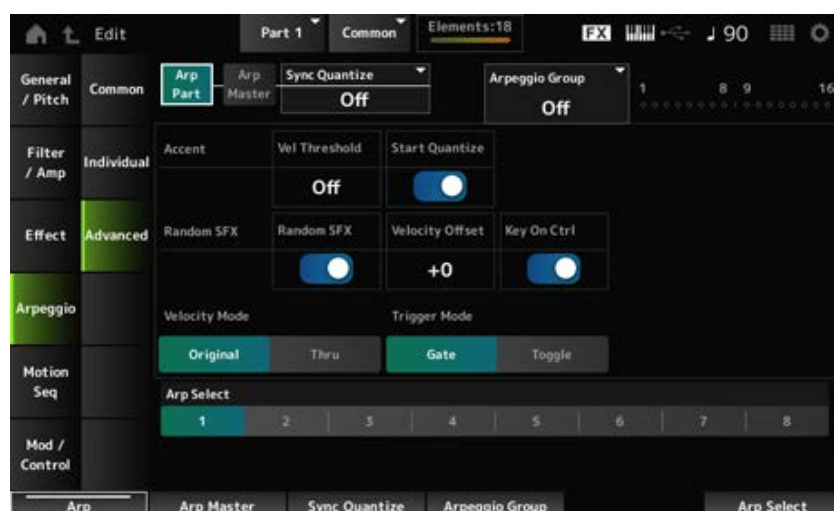 Edit
Part 1
Common
Elements:18
FX
90
General / Pitch
Common
Arp Part
Arp Master
Sync Quantize
Off
Arpeggio Group
Off
1 8 9 16
Filter / Amp
Individual
Accent
Vel Threshold
Off
Start Quantize
Effect
Advanced
Random SFX
Random SFX
Velocity Offset
+0
Key On Ctrl
Arpeggio
Velocity Mode
Original Thru
Trigger Mode
Gate Toggle
Motion Seq
Arp Select
1 2 3 4 5 6 7 8
Mod / Control
Arp
Arp Master
Sync Quantize
Arpeggio Group
Arp Select